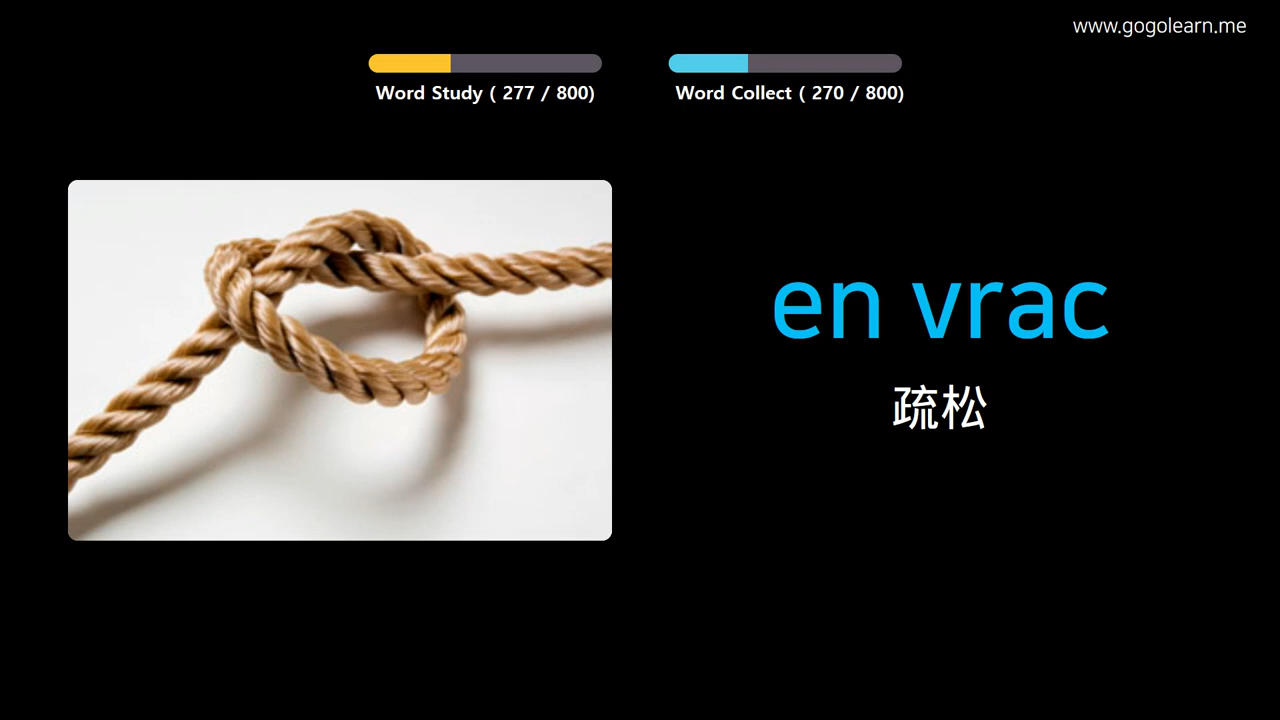 www.gogolearn.me
Word Study ( 277 / 800)
Word Collect ( 270 / 800)
en vrac
疏松